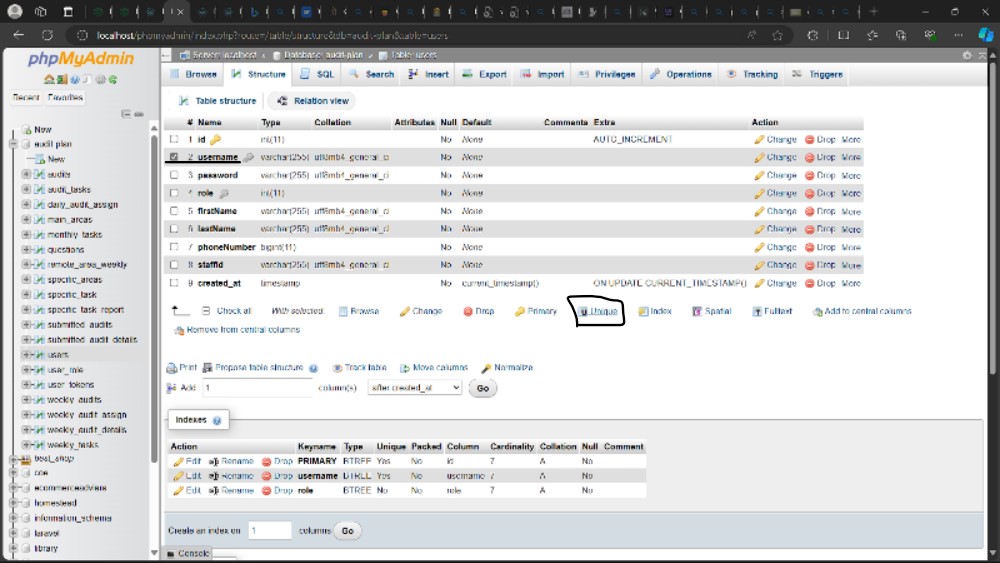 localhost/phpmyadmin/index.php?route=/table/structure&db=audit-plan&table=users
phpMyAdmin
Recent Favorites
New
audit plan
New
audits
audit_tasks
daily_audit_assign
main_areas
monthly_tasks
questions
remote_area_weekly
specific_areas
specific_task
specific_task_report
submitted_audits
submitted_audit_details
users
user_role
user_tokens
weekly_audits
weekly_audit_assign
weekly_audit_details
weekly_tasks
best_shop
ecommerceadvisers
homestead
information_schema
laravel
library
Server: localhost » Database: audit-plan » Table: users
Browse Structure SQL Search Insert Export Import Privileges Operations Tracking Triggers
Table structure Relation view
# Name Type Collation Attributes Null Default Comments Extra Action
1 id int(11) No None AUTO_INCREMENT Change Drop More
2 username varchar(255) utf8mb4_general_ci No None Change Drop More
3 password varchar(255) utf8mb4_general_ci No None Change Drop More
4 role int(11) No None Change Drop More
5 firstName varchar(255) utf8mb4_general_ci No None Change Drop More
6 lastName varchar(255) utf8mb4_general_ci No None Change Drop More
7 phoneNumber bigint(11) No None Change Drop More
8 staffId varchar(255) utf8mb4_general_ci No None Change Drop More
9 created_at timestamp No current_timestamp() ON UPDATE CURRENT_TIMESTAMP() Change Drop More
Check all With selected: Browse Change Drop Primary Unique Index Spatial Fulltext Add to central columns
Remove from central columns
Print Propose table structure Track table Move columns Normalize
Add 1 column(s) after created_at Go
Indexes
Action Keyname Type Unique Packed Column Cardinality Collation Null Comment
Edit Rename Drop PRIMARY BTREE Yes No id 7 A No
Edit Rename Drop username BTREE Yes No username 7 A No
Edit Rename Drop role BTREE No No role 7 A No
Create an index on 1 columns Go
Console